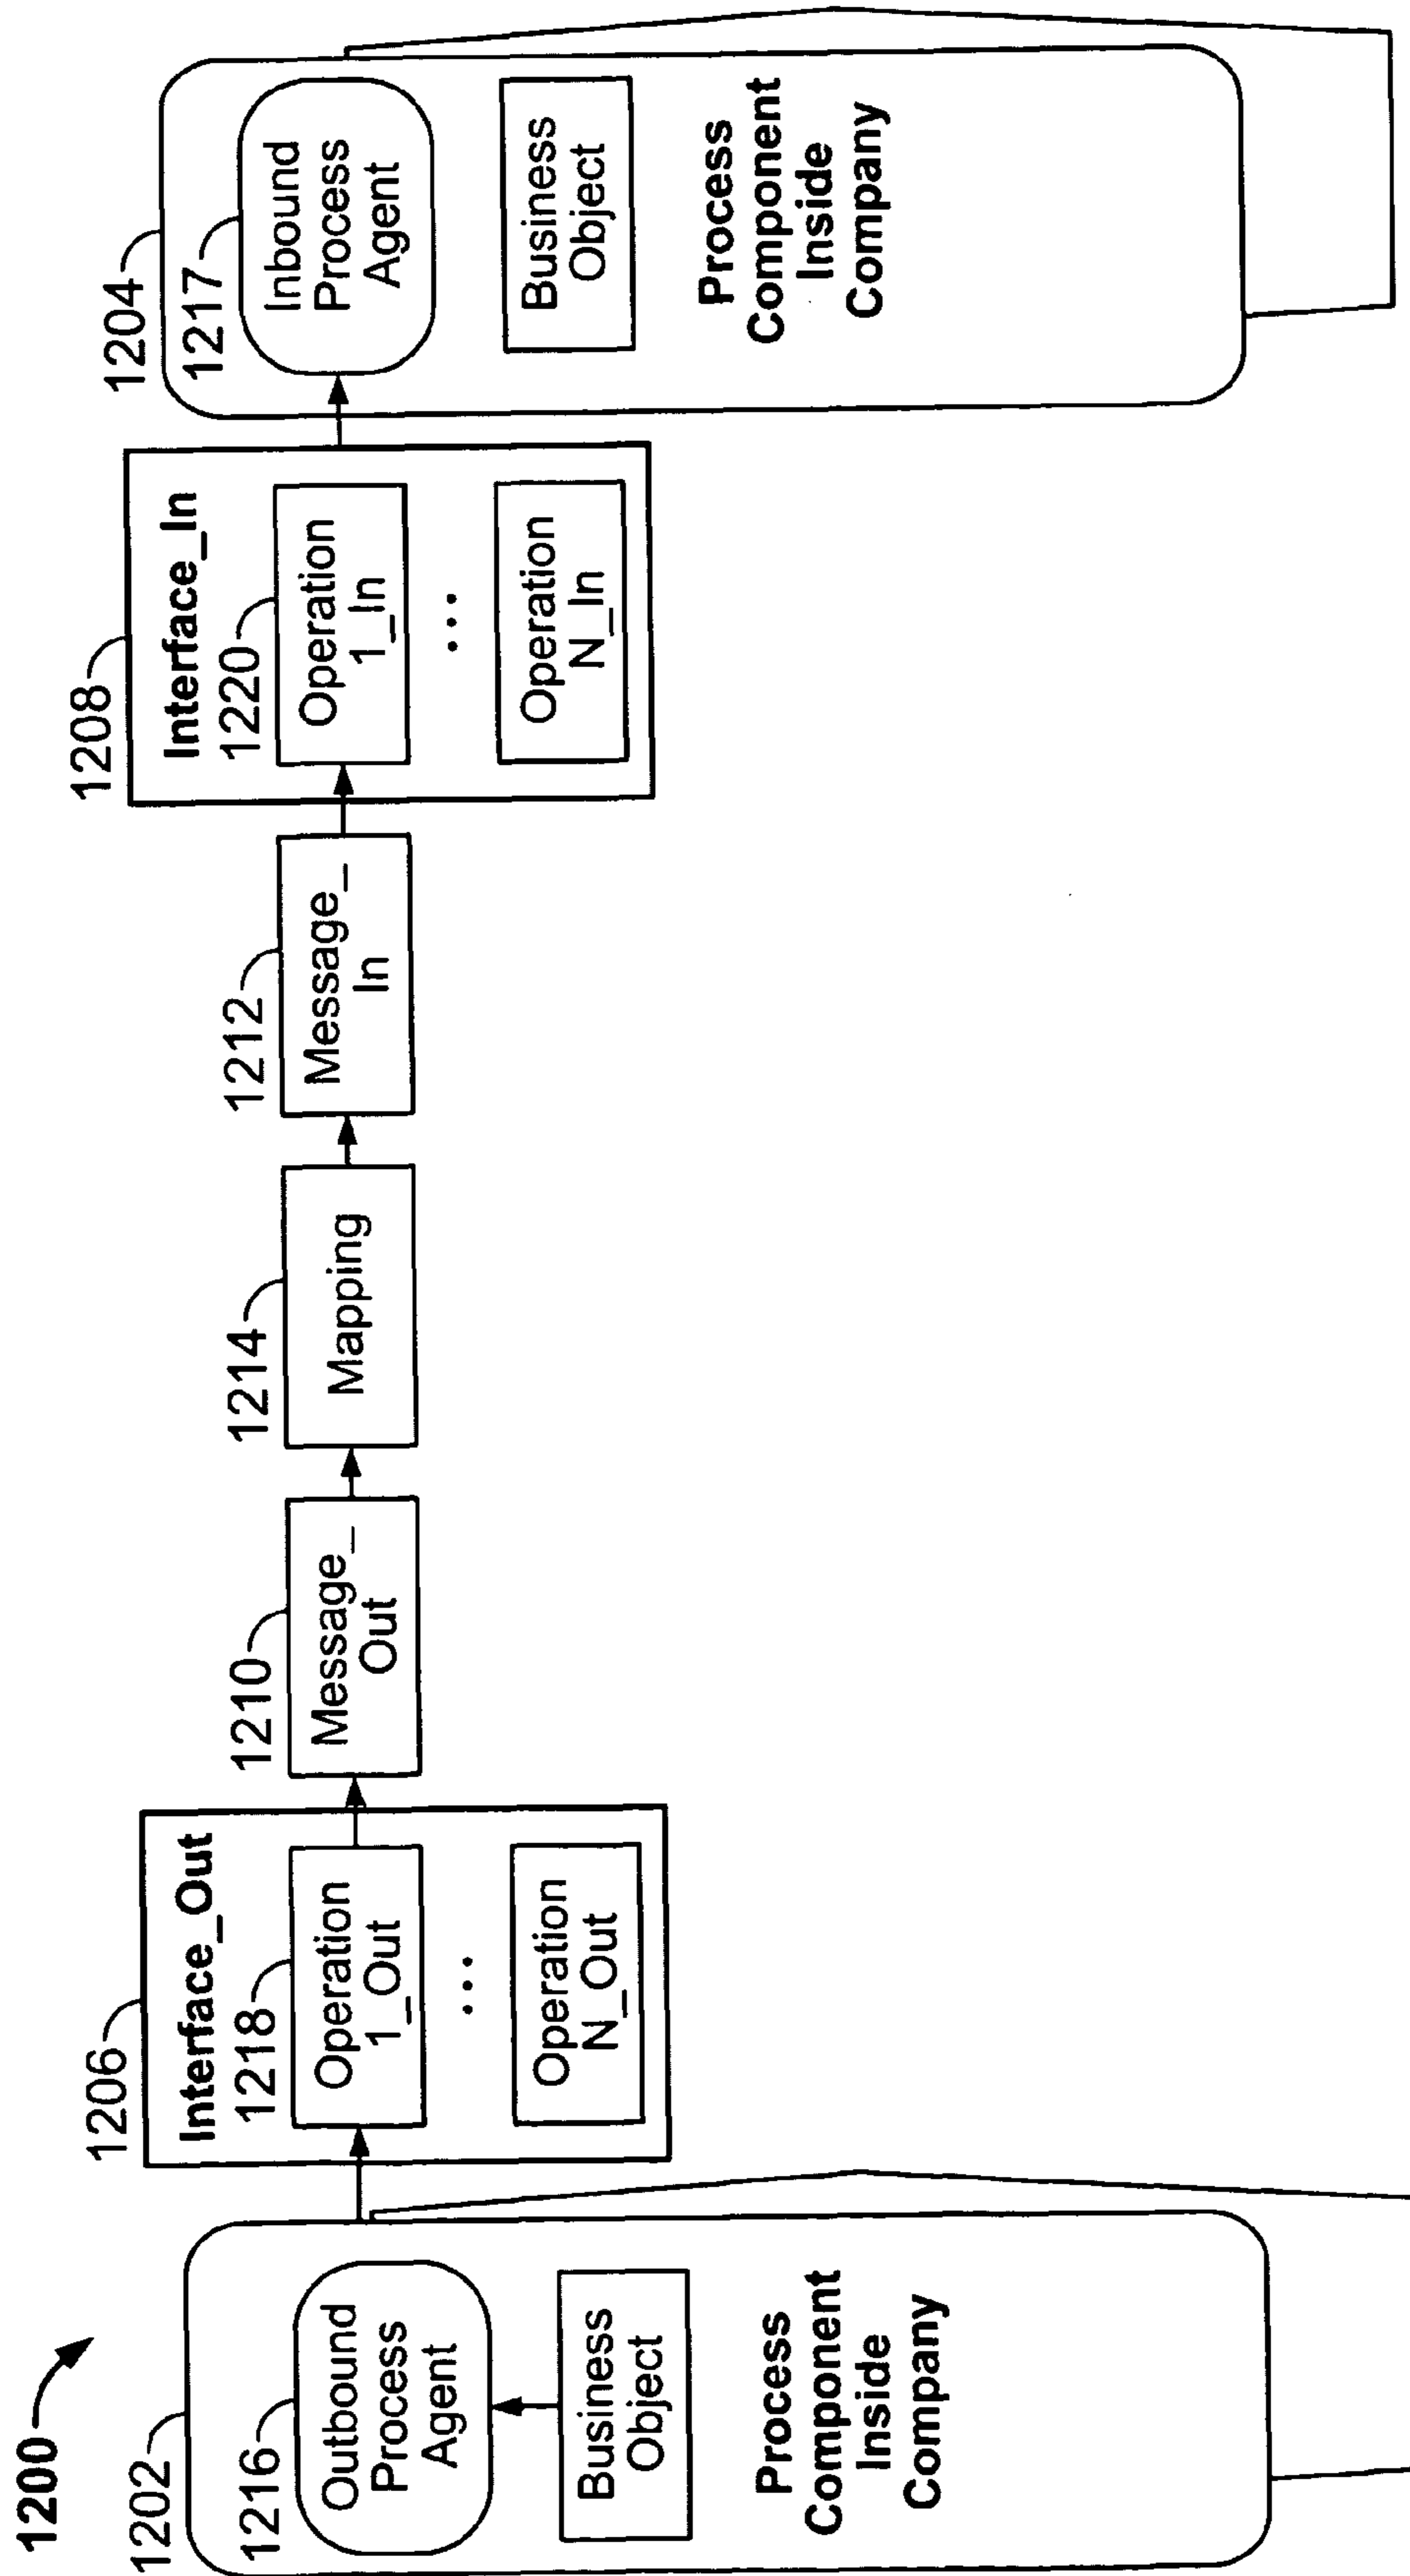 1200
1202
1216
Outbound
Process
Agent
Business
Object
Process
Component
Inside
Company
1206
Interface_Out
1218
Operation
1_Out
...
Operation
N_Out
1210
Message_
Out
1214
Mapping
1212
Message_
In
1208
Interface_In
1220
Operation
1_In
...
Operation
N_In
1204
1217
Inbound
Process
Agent
Business
Object
Process
Component
Inside
Company